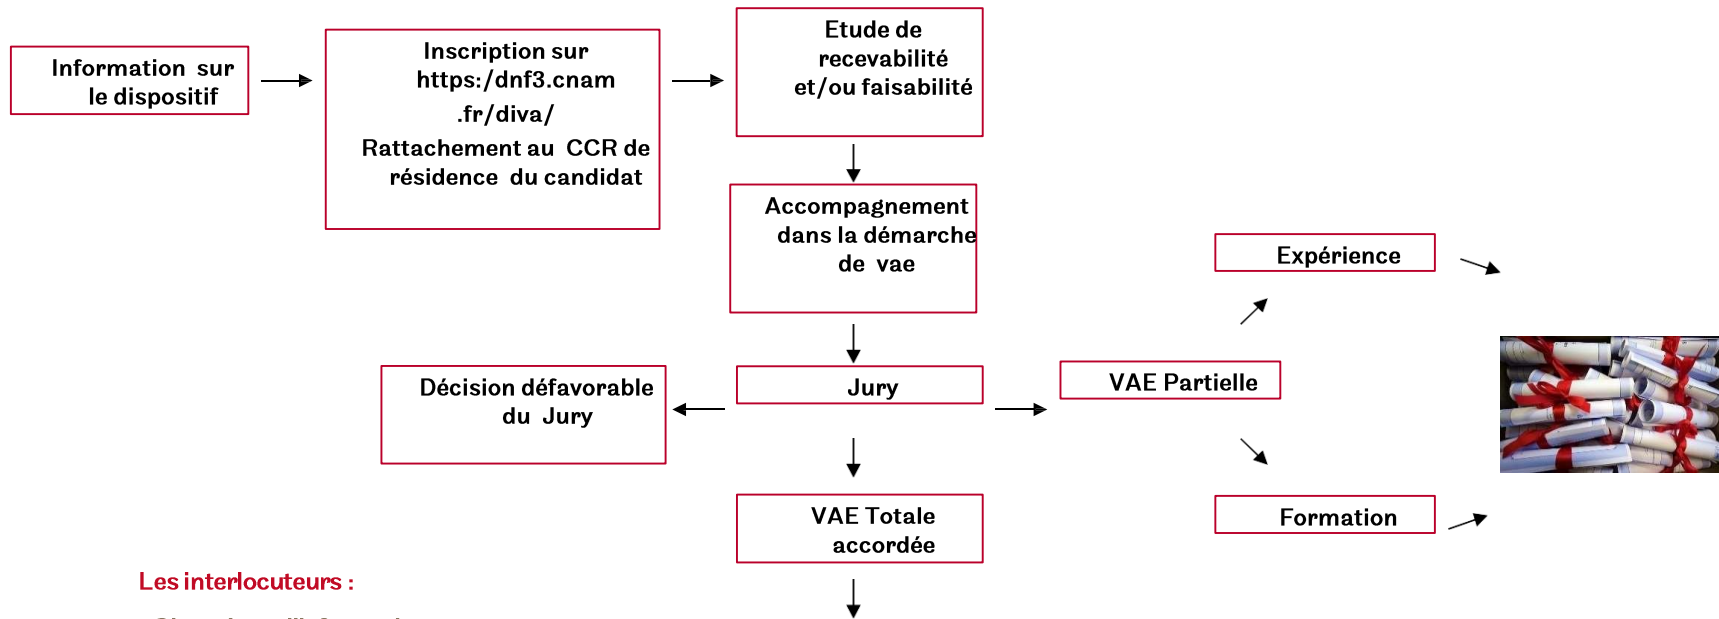 Information sur
le dispositif
Inscription sur
https:/dnf3.cnam
.fr/diva/
Rattachement au CCR de
résidence du candidat
Etude de
recevabilité
et/ou faisabilité
Accompagnement
dans la démarche
de vae
Jury
Décision défavorable
du Jury
VAE Partielle
Expérience
Formation
VAE Totale
accordée
Les interlocuteurs :